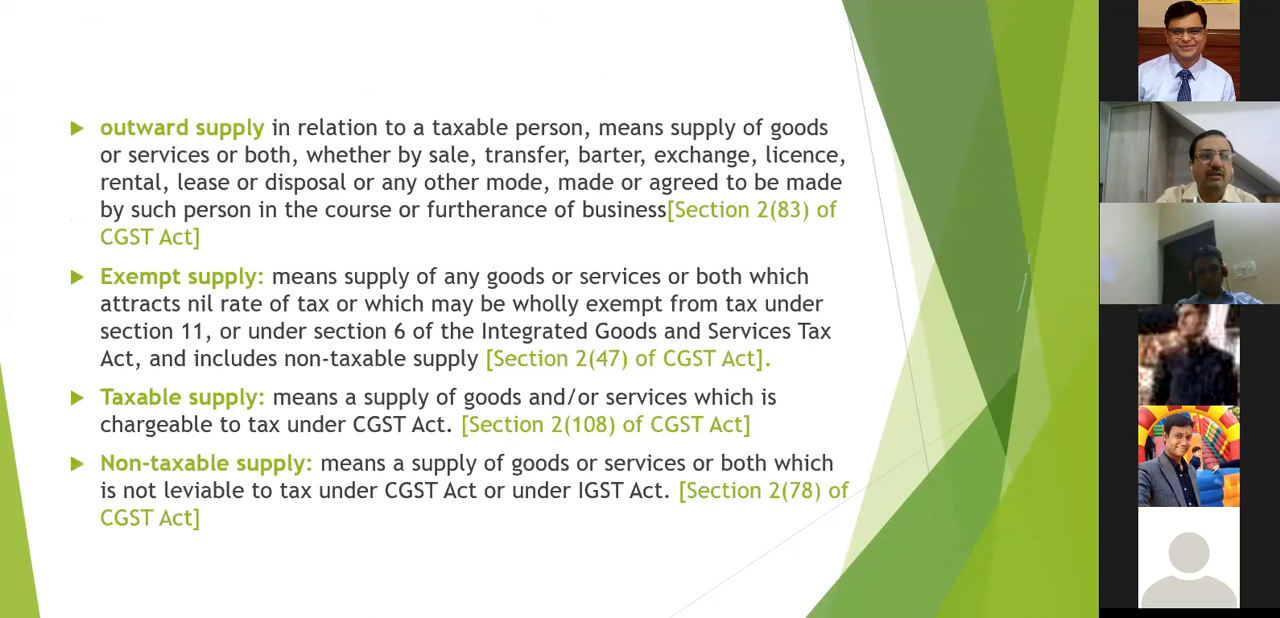 outward supply in relation to a taxable person, means supply of goods
or services or both, whether by sale, transfer, barter, exchange, licence,
rental, lease or disposal or any other mode, made or agreed to be made
by such person in the course or furtherance of business[Section 2(83) of
CGST Act]
Exempt supply: means supply of any goods or services or both which
attracts nil rate of tax or which may be wholly exempt from tax under
section 11, or under section 6 of the Integrated Goods and Services Tax
Act, and includes non-taxable supply [Section 2(47) of CGST Act].
Taxable supply: means a supply of goods and/or services which is
chargeable to tax under CGST Act. [Section 2(108) of CGST Act]
Non-taxable supply: means a supply of goods or services or both which
is not leviable to tax under CGST Act or under IGST Act. [Section 2(78) of
CGST Act]